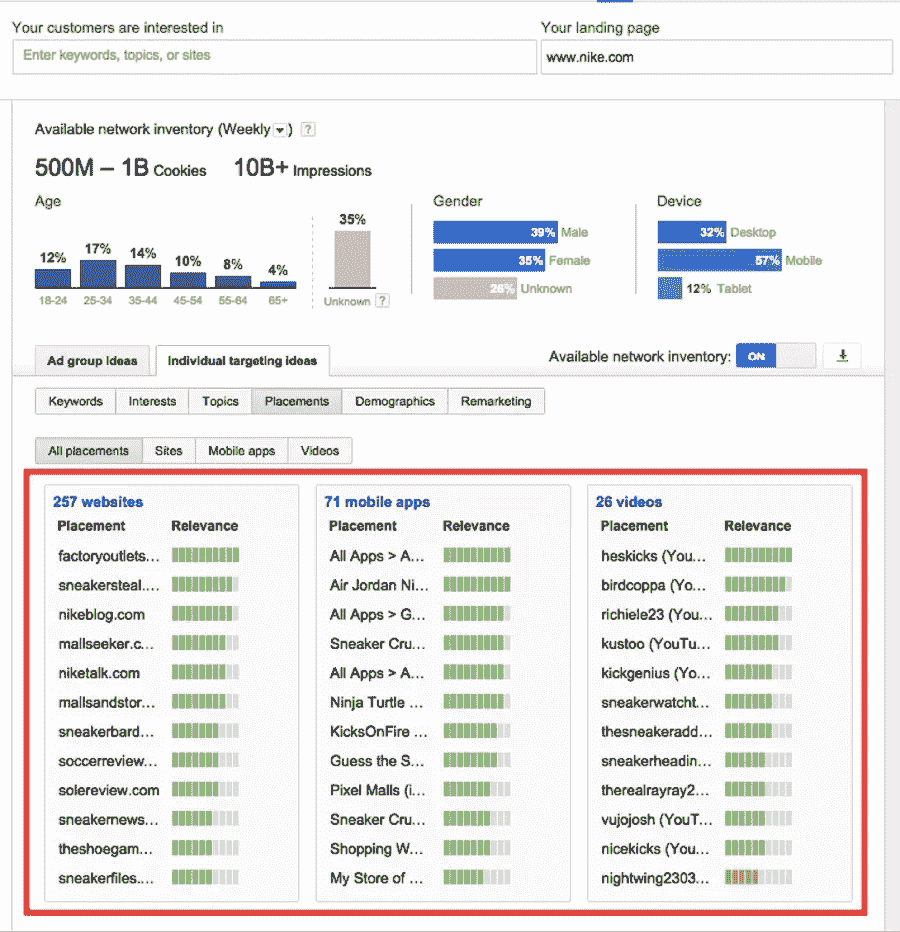 Your customers are interested in
Your landing page
Enter keywords, topics, or sites
www.nike.com
Available network inventory (Weekly ) ?
500M – 1B Cookies 10B+ Impressions
Age
12%
17%
14%
10%
8%
4%
35%
18-24
25-34
35-44
45-54
55-64
65+
Unknown ?
Gender
39% Male
35% Female
26% Unknown
Device
32% Desktop
57% Mobile
12% Tablet
Ad group ideas
Individual targeting ideas
Available network inventory: ON
Keywords Interests Topics Placements Demographics Remarketing
All placements Sites Mobile apps Videos
257 websites
Placement Relevance
factoryoutlets...
sneakersteal....
nikeblog.com
mallseeker.c...
niketalk.com
mallsandstor...
sneakerbard...
soccerreview...
solereview.com
sneakernews...
theshoegam...
sneakerfiles....
71 mobile apps
Placement Relevance
All Apps > A...
Air Jordan Ni...
All Apps > G...
Sneaker Cru...
All Apps > A...
Ninja Turtle ...
KicksOnFire ...
Guess the S...
Pixel Malls (i...
Sneaker Cru...
Shopping W...
My Store of ...
26 videos
Placement Relevance
heskicks (You...
birdcoppa (Yo...
richiele23 (You...
kustoo (YouTu...
kickgenius (Yo...
sneakerwatcht...
thesneakeradd...
sneakerheadin...
therealrayray2...
vujojosh (YouT...
nicekicks (You...
nightwing2303...